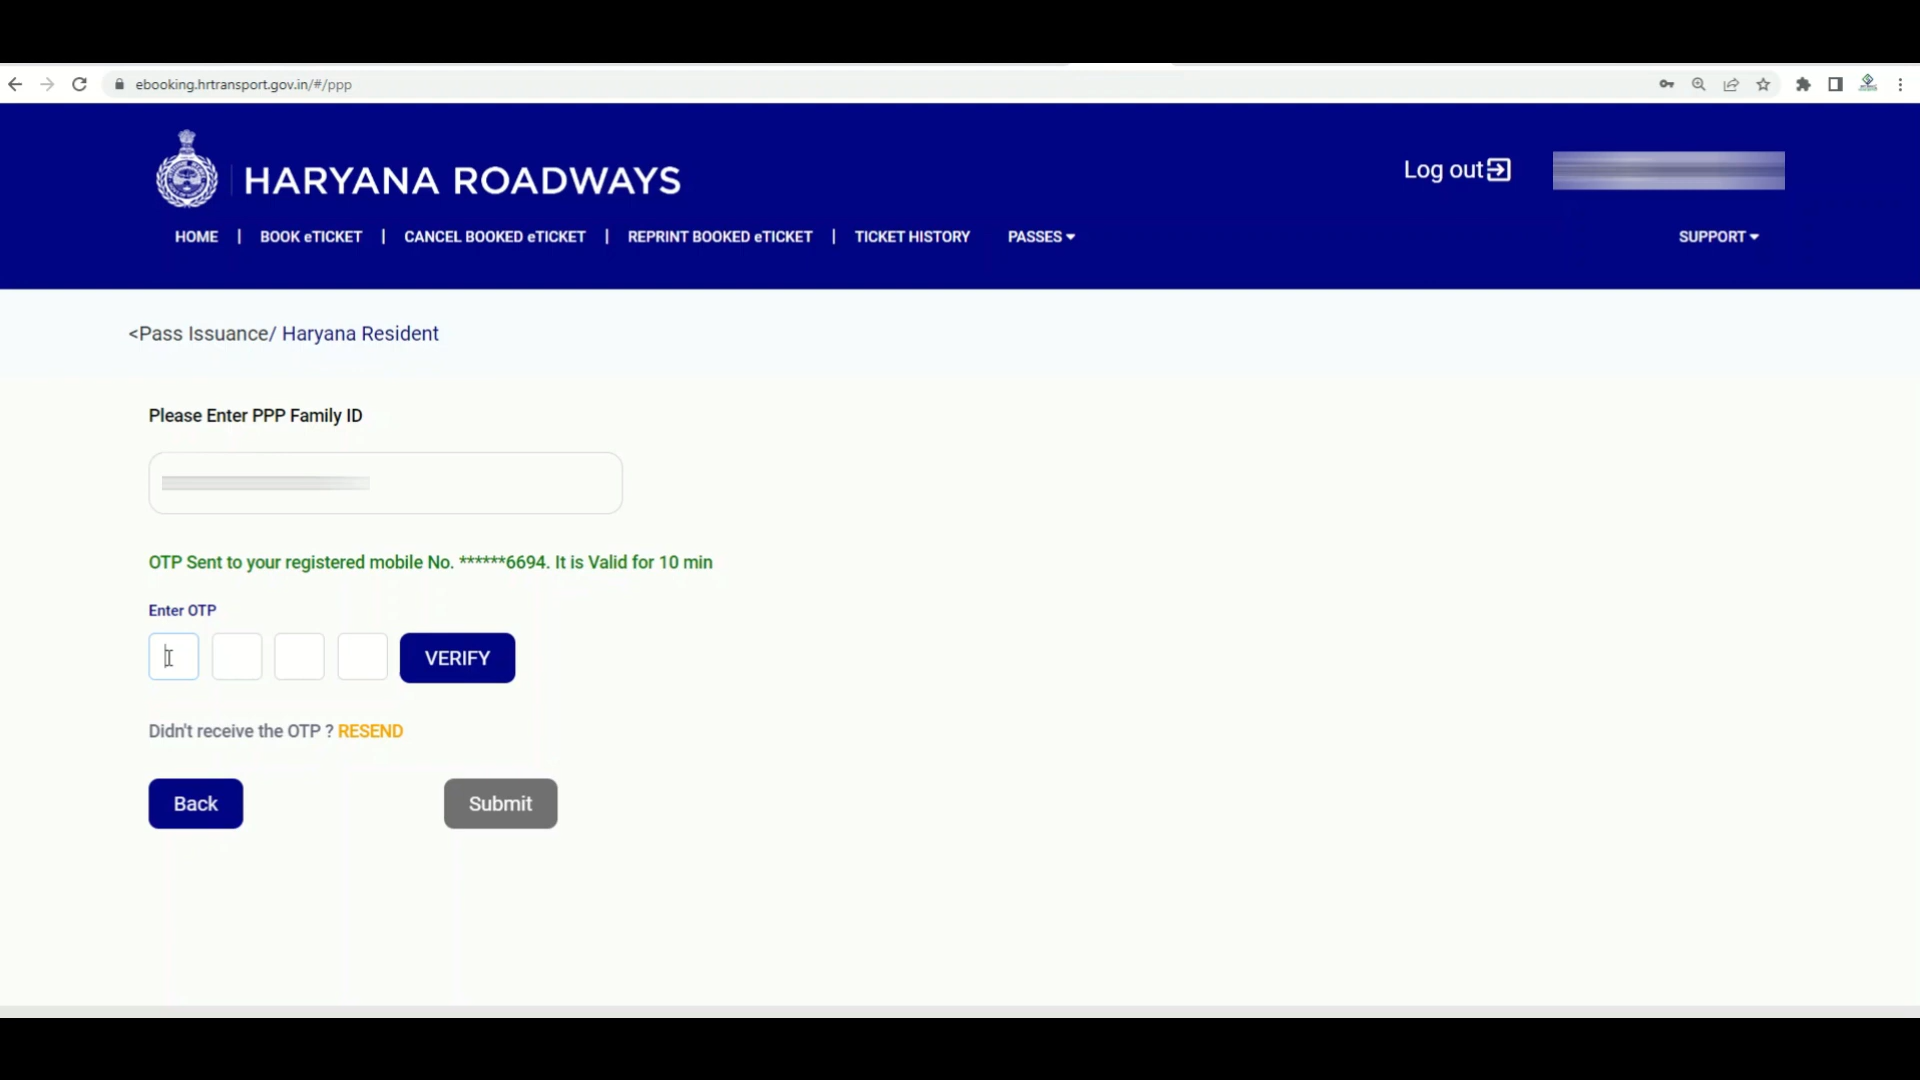 ebooking.hrtransport.gov.in/#/ppp
HARYANA ROADWAYS
Log out
HOME | BOOK eTICKET | CANCEL BOOKED eTICKET | REPRINT BOOKED eTICKET | TICKET HISTORY PASSES SUPPORT
<Pass Issuance/ Haryana Resident
Please Enter PPP Family ID
OTP Sent to your registered mobile No. ******6694. It is Valid for 10 min
Enter OTP
VERIFY
Didn't receive the OTP ? RESEND
Back Submit